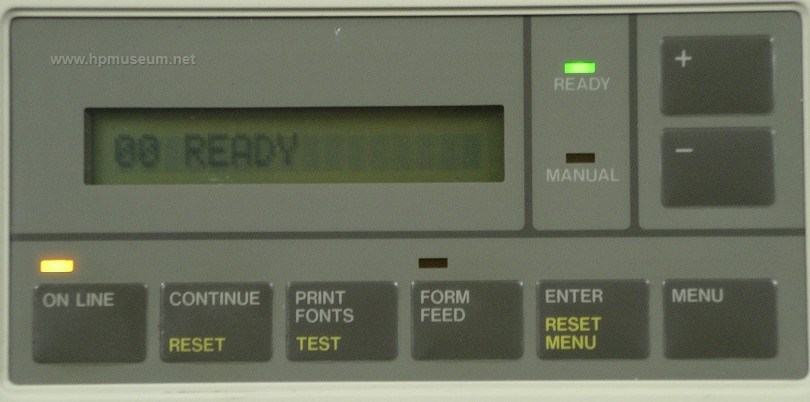 www.hpmuseum.net
00 READY
READY
MANUAL
+
−
ON LINE
CONTINUE
RESET
PRINT
FONTS
TEST
FORM
FEED
ENTER
RESET
MENU
MENU